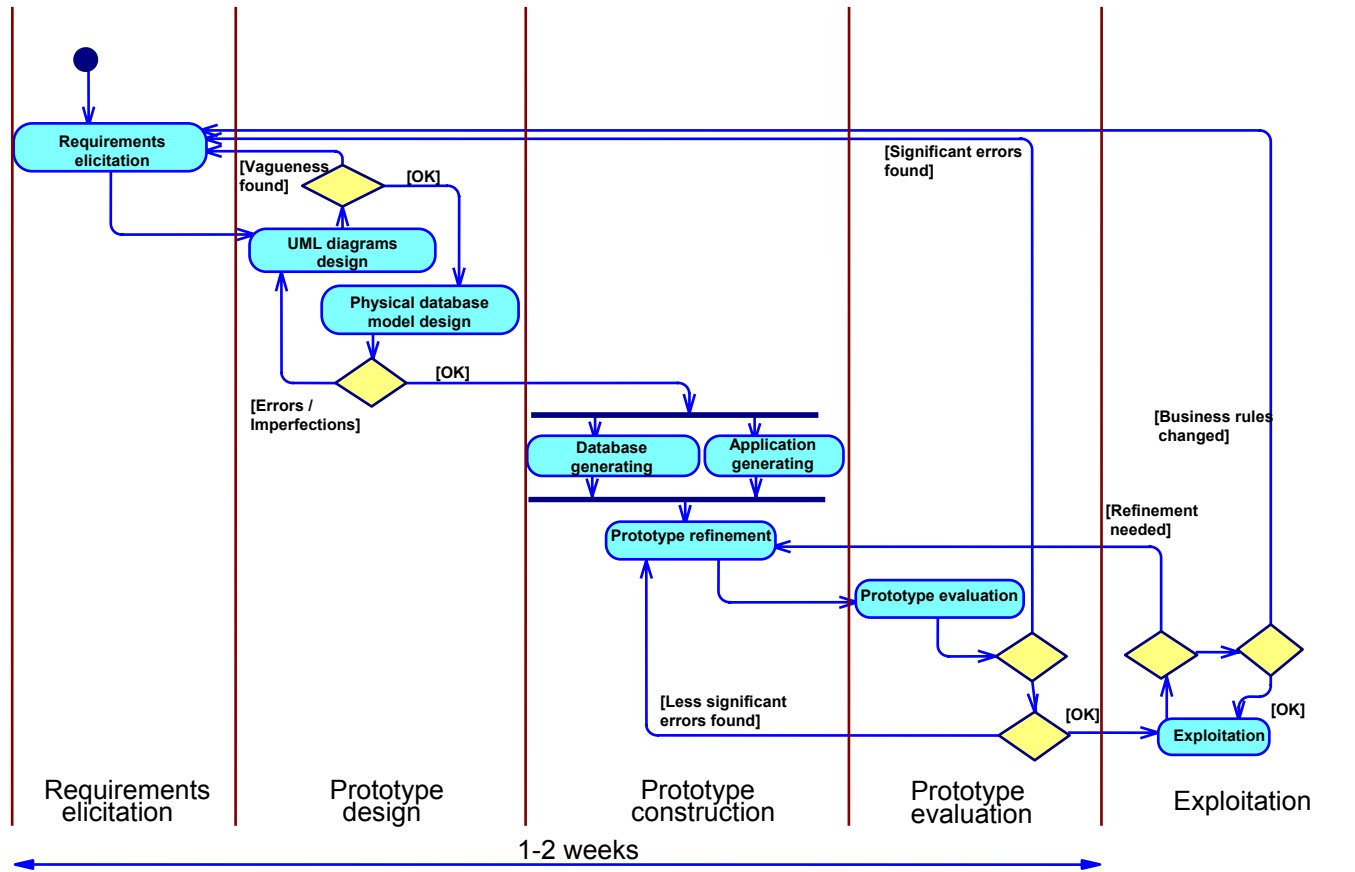 Requirements
elicitation
[Vagueness
found]
[OK]
[Significant errors
found]
UML diagrams
design
Physical database
model design
[OK]
[Errors /
Imperfections]
[Business rules
changed]
Database
generating
Application
generating
[Refinement
needed]
Prototype refinement
Prototype evaluation
[Less significant
errors found]
[OK]
[OK]
Exploitation
Requirements
elicitation
Prototype
design
Prototype
construction
Prototype
evaluation
Exploitation
1-2 weeks